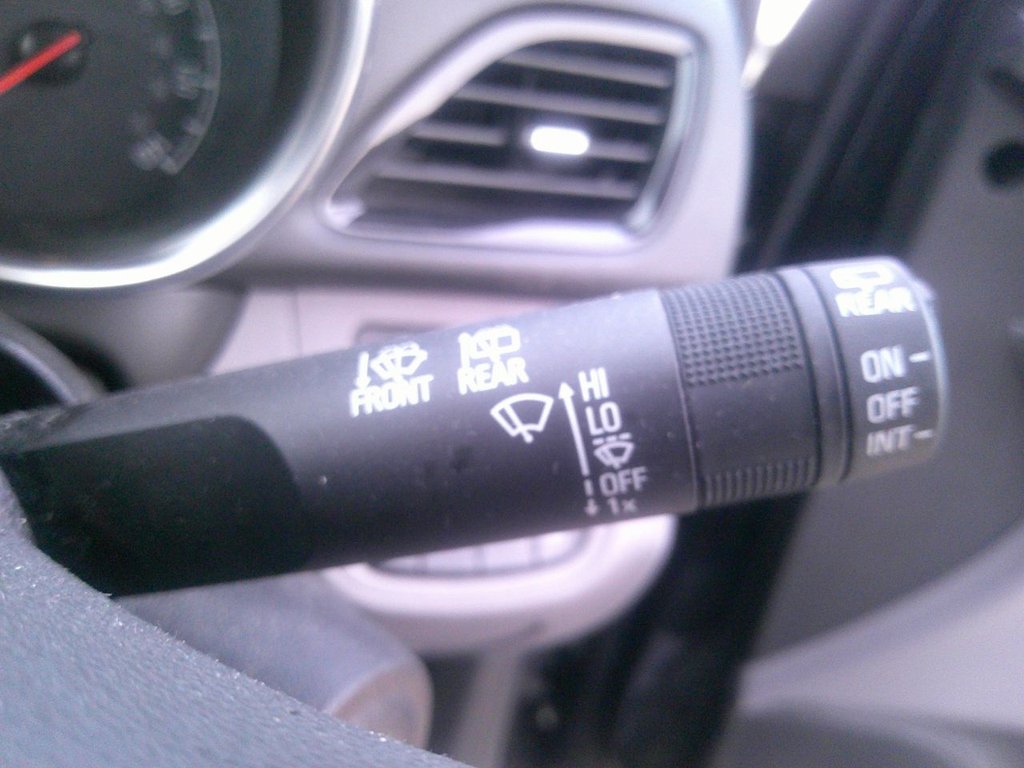 FRONT
REAR
HI
LO
OFF
1x
REAR
ON
OFF
INT